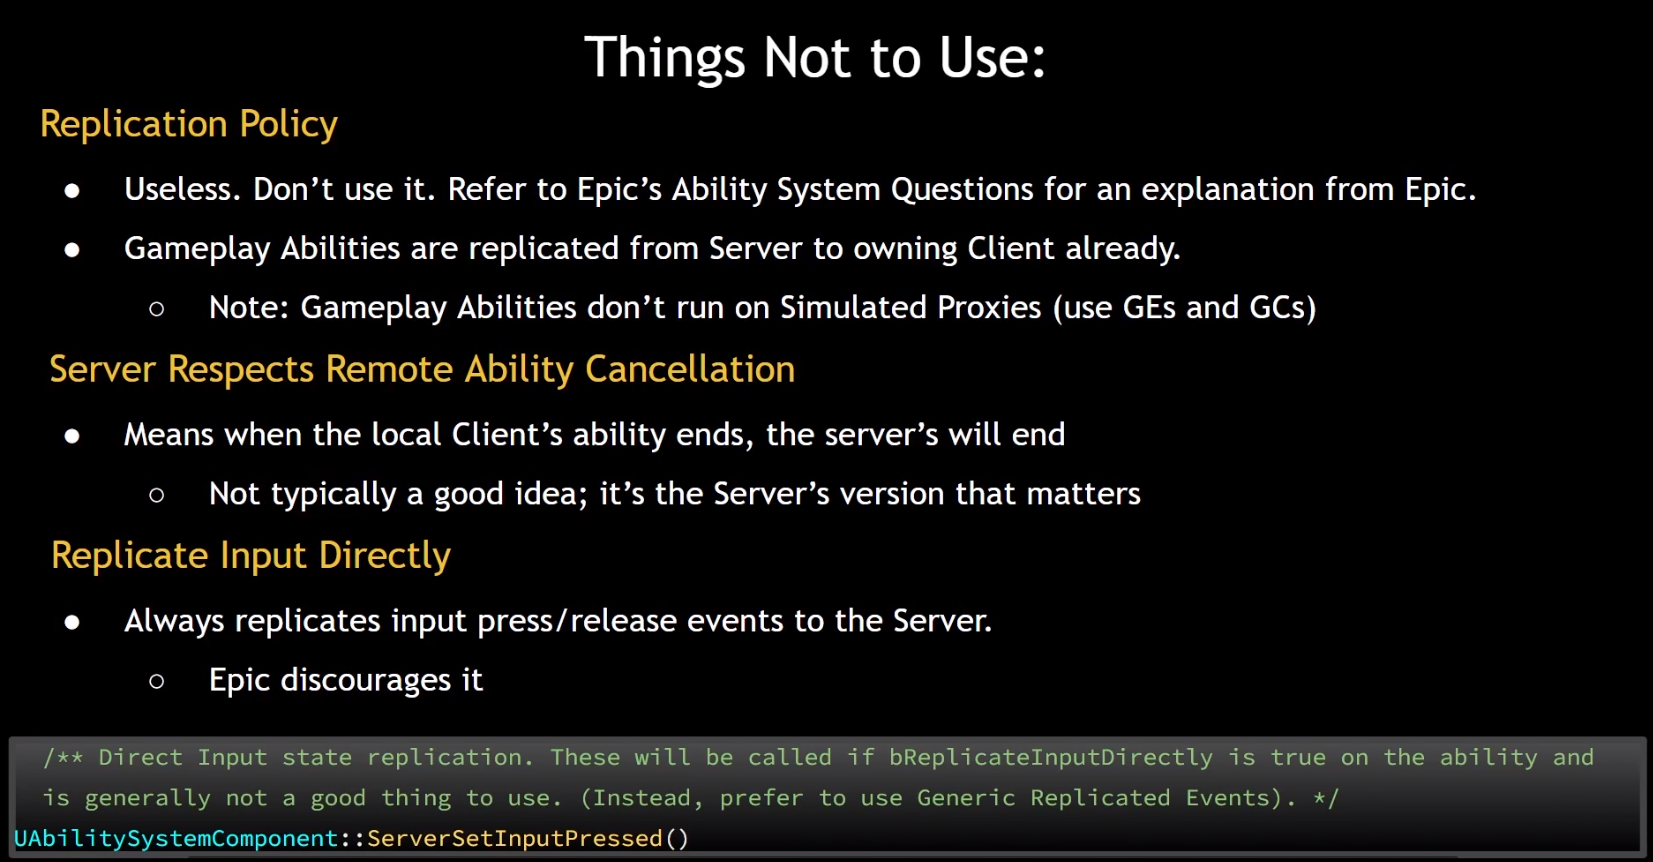 Things Not to Use:
Replication Policy
● Useless. Don’t use it. Refer to Epic’s Ability System Questions for an explanation from Epic.
● Gameplay Abilities are replicated from Server to owning Client already.
○ Note: Gameplay Abilities don’t run on Simulated Proxies (use GEs and GCs)
Server Respects Remote Ability Cancellation
● Means when the local Client’s ability ends, the server’s will end
○ Not typically a good idea; it’s the Server’s version that matters
Replicate Input Directly
● Always replicates input press/release events to the Server.
○ Epic discourages it
/** Direct Input state replication. These will be called if bReplicateInputDirectly is true on the ability and
is generally not a good thing to use. (Instead, prefer to use Generic Replicated Events). */
UAbilitySystemComponent::ServerSetInputPressed()